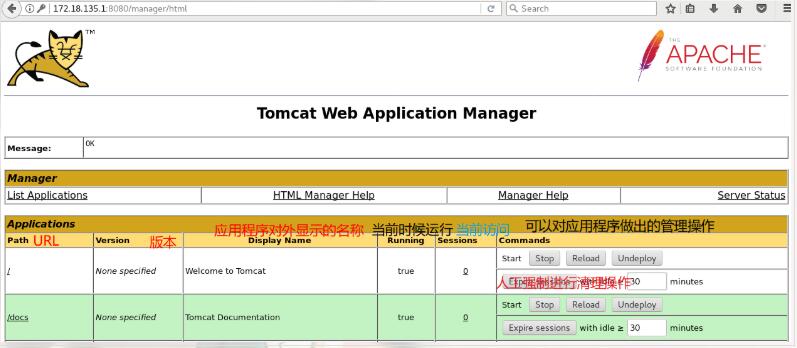 172.18.135.1:8080/manager/html
Search
TM
THE
APACHE
SOFTWARE FOUNDATION
Tomcat Web Application Manager
Message:
OK
Manager
List Applications HTML Manager Help Manager Help Server Status
Applications
应用程序对外显示的名称 当前时候运行 当前访问 可以对应用程序做出的管理操作
Path URL Version 版本 Display Name Running Sessions Commands
/ None specified Welcome to Tomcat true 0 Start Stop Reload Undeploy
人工强制进行清理操作
30 minutes
/docs None specified Tomcat Documentation true 0 Start Stop Reload Undeploy
Expire sessions with idle ≥ 30 minutes